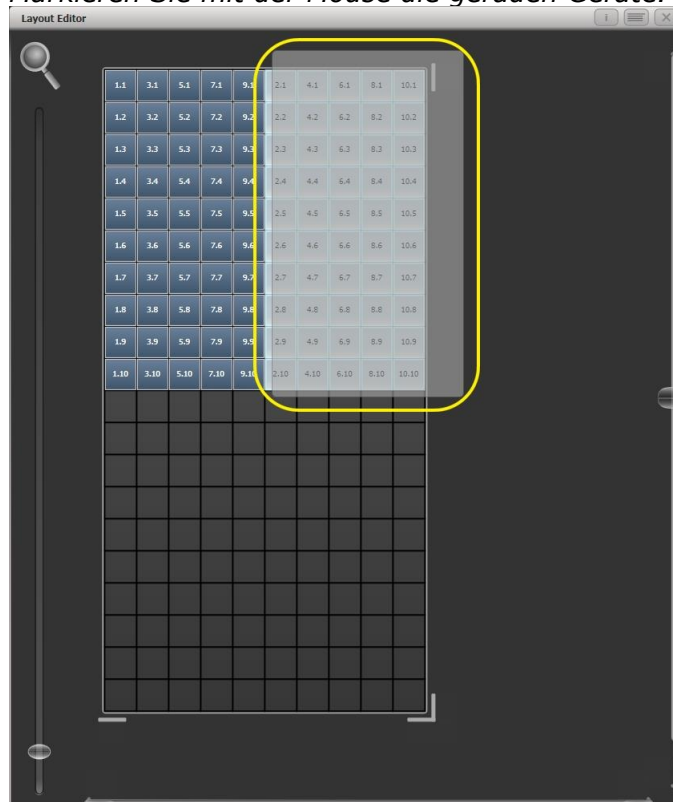 Markieren Sie mit der Mouse die geraden Geräte.
Layout Editor
1.1 3.1 5.1 7.1 9.1 2.1 4.1 6.1 8.1 10.1
1.2 3.2 5.2 7.2 9.2 2.2 4.2 6.2 8.2 10.2
1.3 3.3 5.3 7.3 9.3 2.3 4.3 6.3 8.3 10.3
1.4 3.4 5.4 7.4 9.4 2.4 4.4 6.4 8.4 10.4
1.5 3.5 5.5 7.5 9.5 2.5 4.5 6.5 8.5 10.5
1.6 3.6 5.6 7.6 9.6 2.6 4.6 6.6 8.6 10.6
1.7 3.7 5.7 7.7 9.7 2.7 4.7 6.7 8.7 10.7
1.8 3.8 5.8 7.8 9.8 2.8 4.8 6.8 8.8 10.8
1.9 3.9 5.9 7.9 9.9 2.9 4.9 6.9 8.9 10.9
1.10 3.10 5.10 7.10 9.10 2.10 4.10 6.10 8.10 10.10